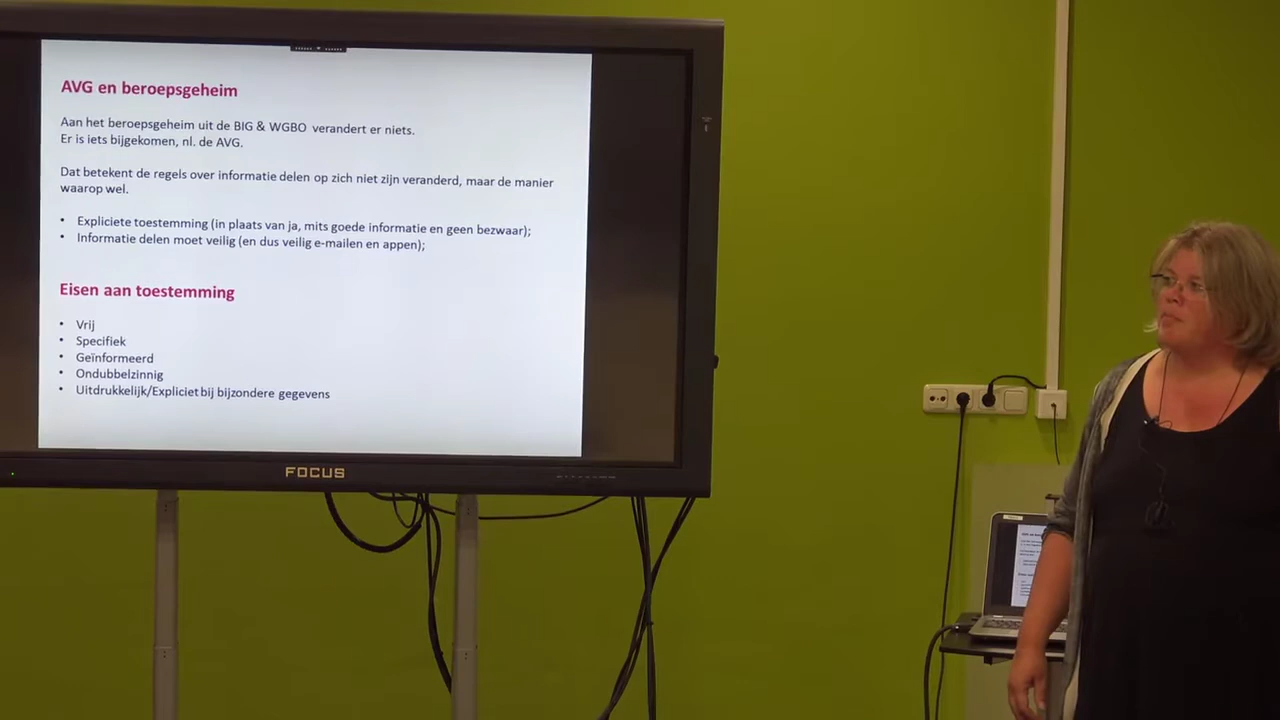 AVG en beroepsgeheim
Aan het beroepsgeheim uit de BIG & WGBO verandert er niets.
Er is iets bijgekomen, nl. de AVG.
Dat betekent de regels over informatie delen op zich niet zijn veranderd, maar de manier
waarop wel.
• Expliciete toestemming (in plaats van ja, mits goede informatie en geen bezwaar);
• Informatie delen moet veilig (en dus veilig e-mailen en appen);
Eisen aan toestemming
• Vrij
• Specifiek
• Geïnformeerd
• Ondubbelzinnig
• Uitdrukkelijk/Expliciet bij bijzondere gegevens
FOCUS